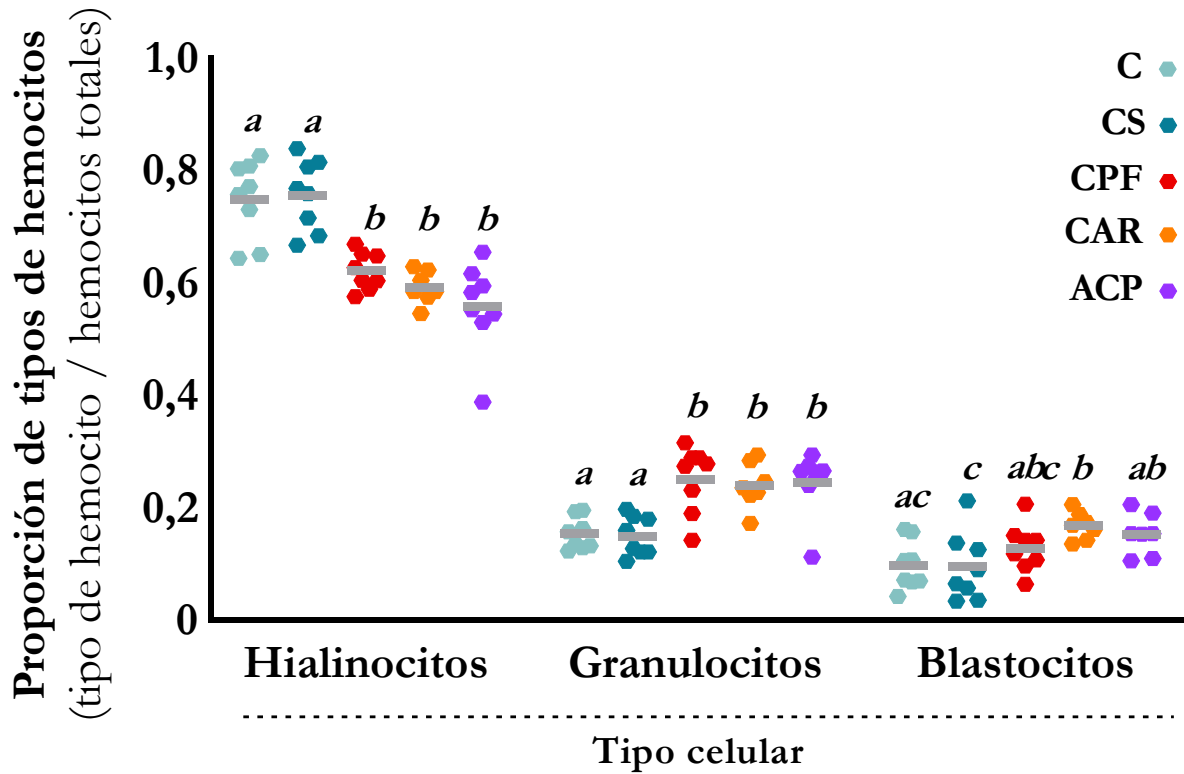 Proporción de tipos de hemocitos
(tipo de hemocito / hemocitos totales)
1,0
0,8
0,6
0,4
0,2
0
C
CS
CPF
CAR
ACP
a a b b b
a a b b b
ac c abc b ab
Hialinocitos Granulocitos Blastocitos
Tipo celular